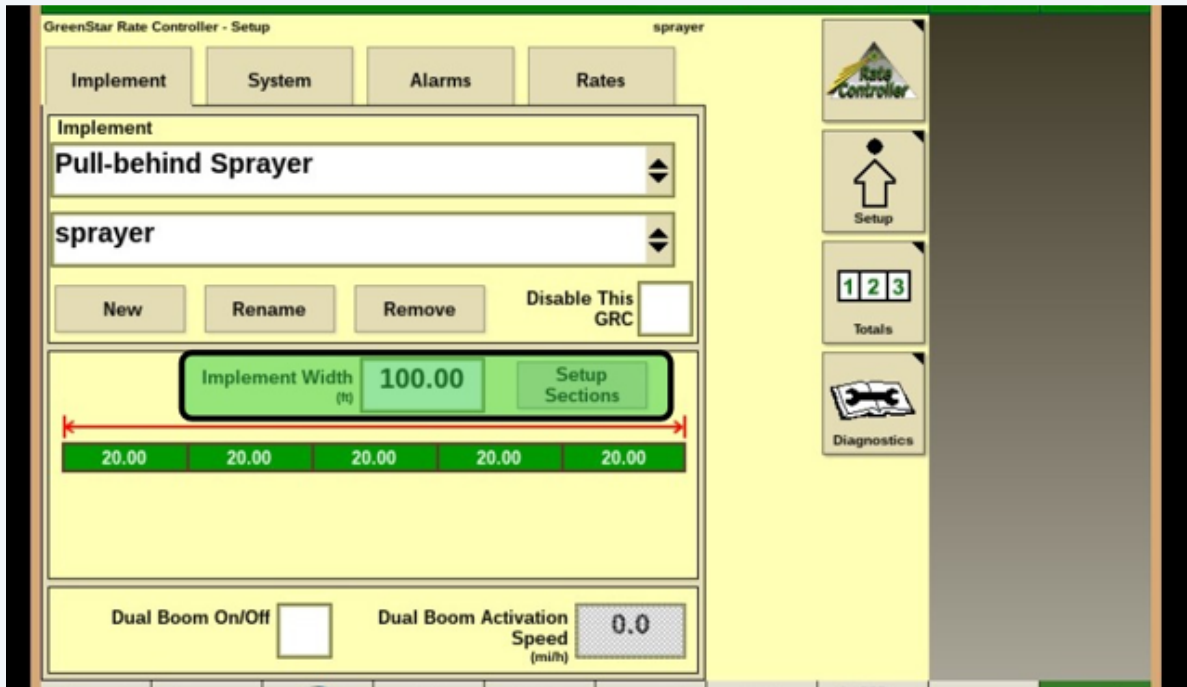 GreenStar Rate Controller - Setup
sprayer
Implement
System
Alarms
Rates
Implement
Pull-behind Sprayer
sprayer
New
Rename
Remove
Disable This
GRC
Implement Width
(ft)
100.00
Setup
Sections
20.00 20.00 20.00 20.00 20.00
Dual Boom On/Off
Dual Boom Activation
Speed
(mi/h)
0.0
Rate
Controller
Setup
1 2 3
Totals
Diagnostics